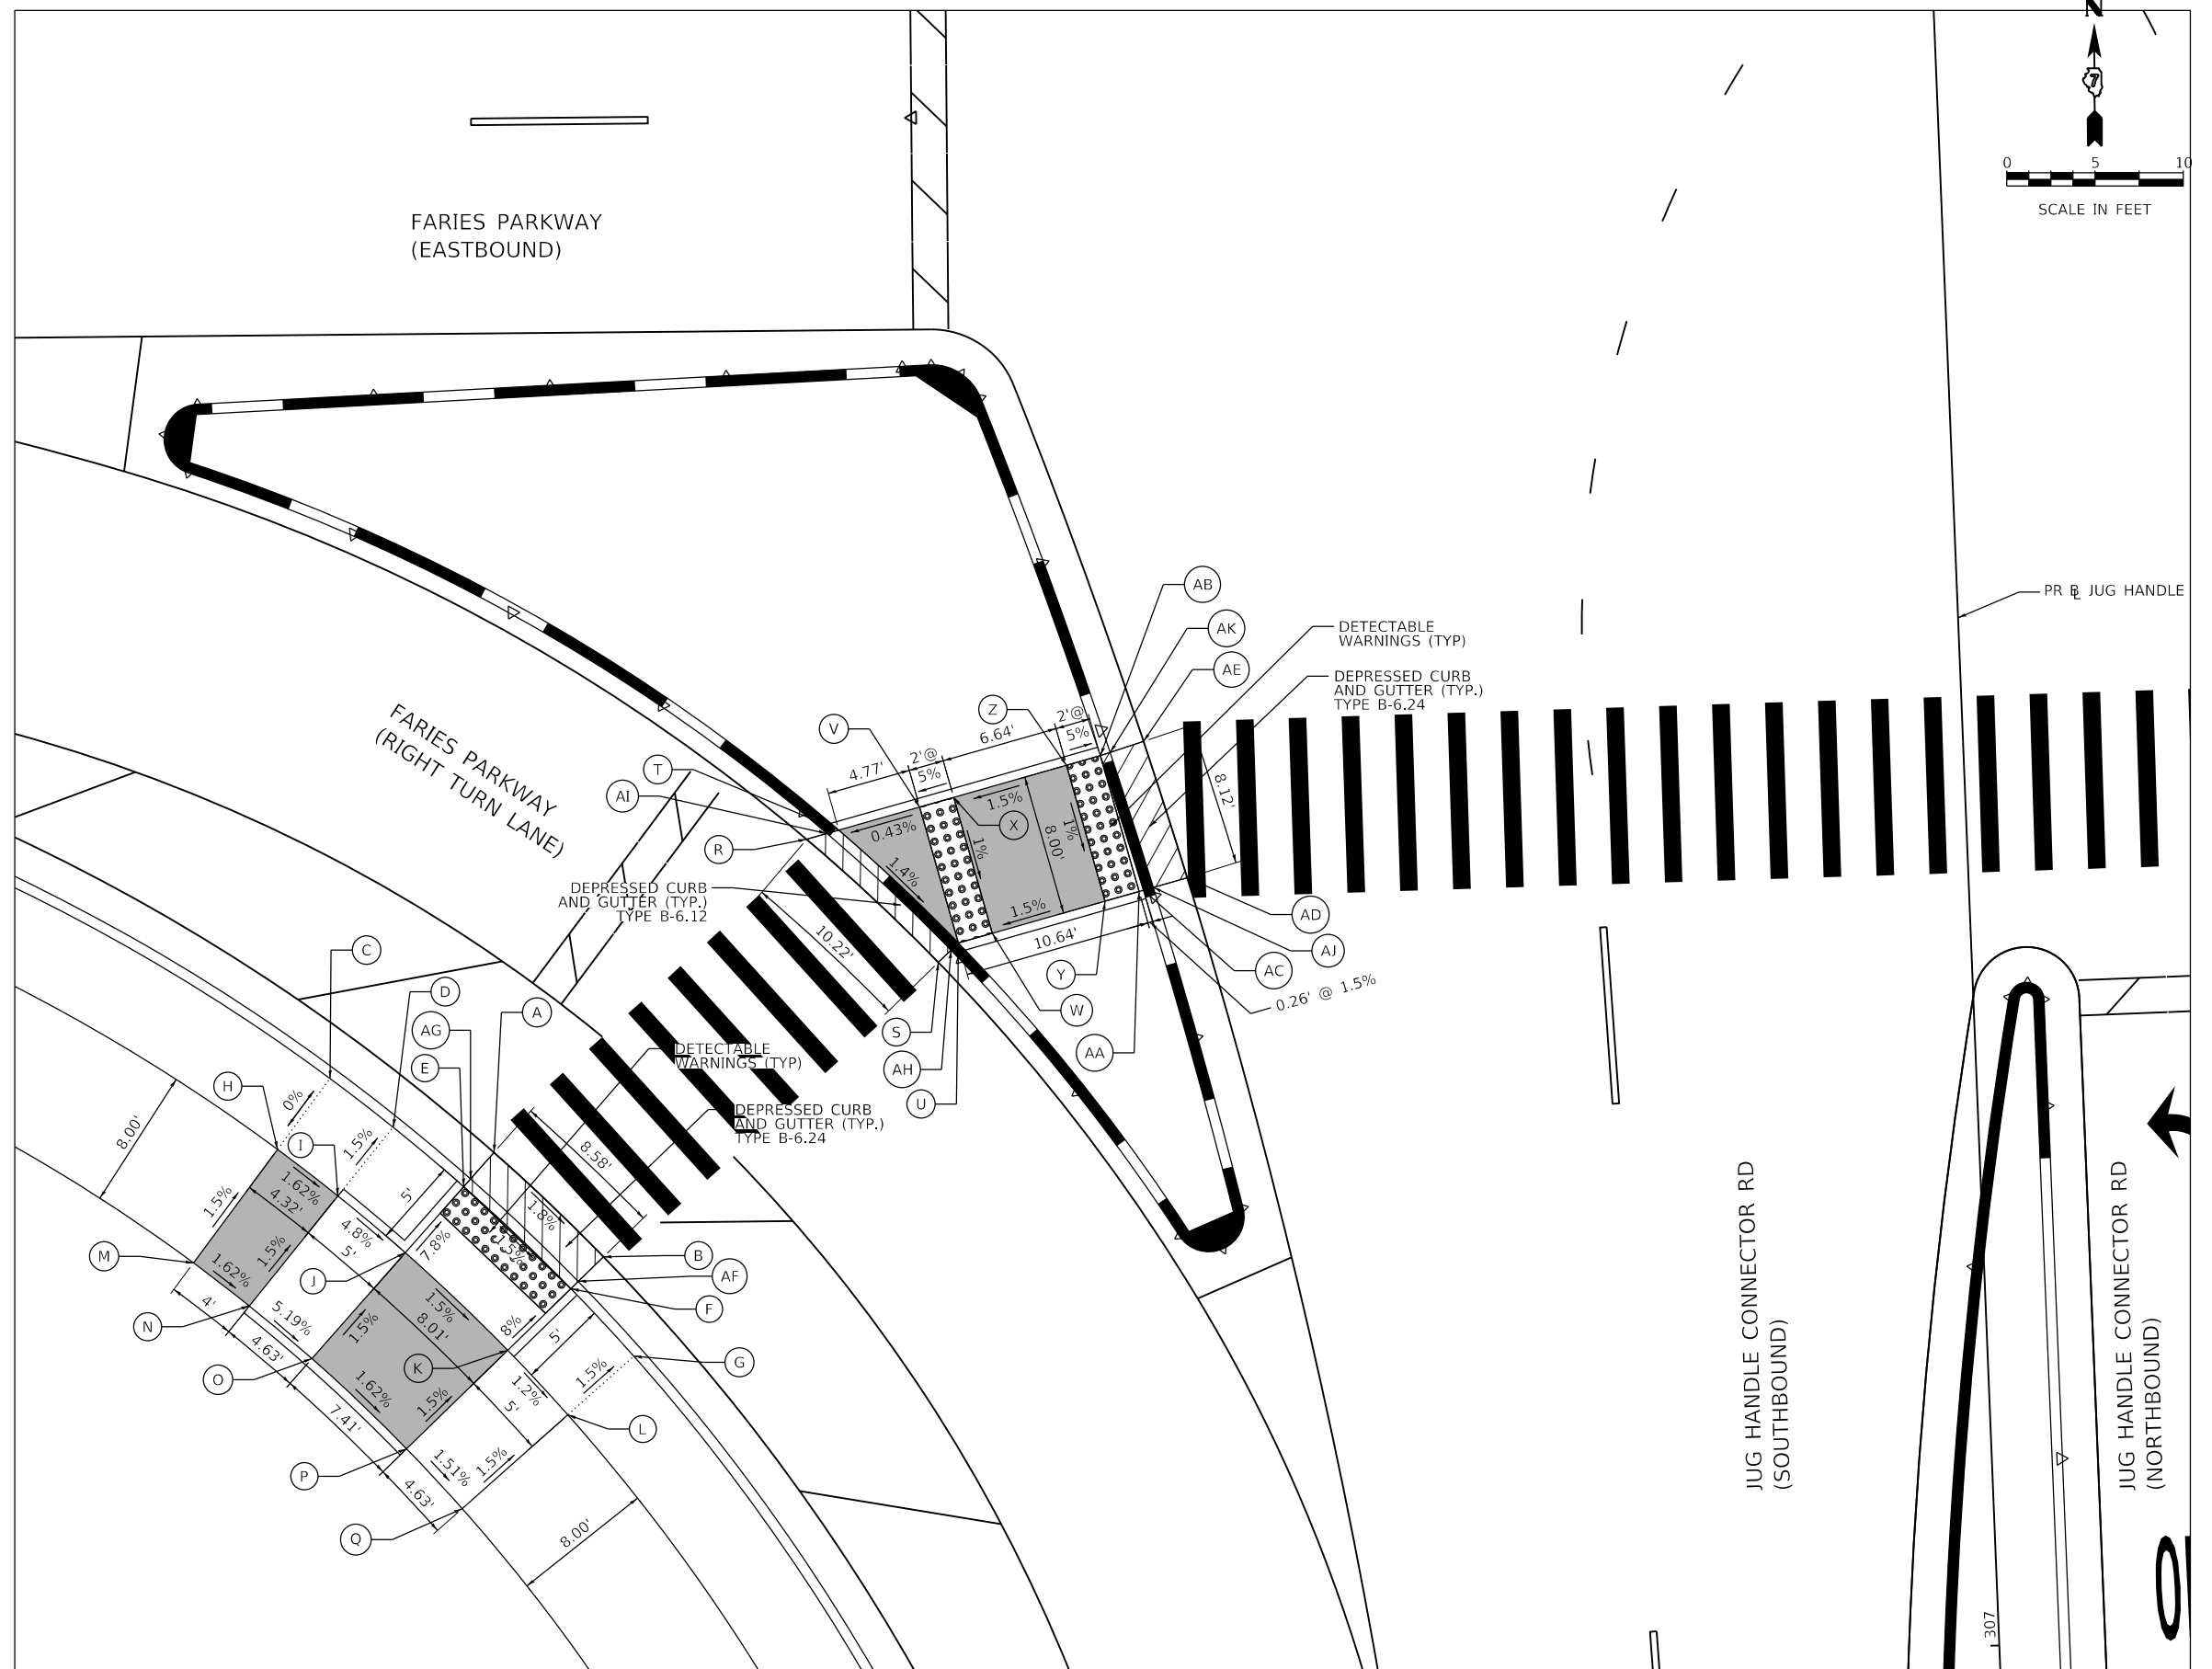 N
7
0 5 10
SCALE IN FEET
FARIES PARKWAY
(EASTBOUND)
PR BL JUG HANDLE
AB
AK
AE
DETECTABLE
WARNINGS (TYP)
DEPRESSED CURB
AND GUTTER (TYP.)
TYPE B-6.24
FARIES PARKWAY
(RIGHT TURN LANE)
V
Z
T
AI
R
4.77'
2'@
5%
6.64'
2'@
5%
8.12'
0.43%
1.5%
X
1.4%
1%
8.00'
1%
1.5%
10.64'
DEPRESSED CURB
AND GUTTER (TYP.)
TYPE B-6.12
10.22'
AD
AJ
AC
0.26' @ 1.5%
Y
W
S
AA
AH
U
C
D
A
AG
E
H
I
DETECTABLE
WARNINGS (TYP)
DEPRESSED CURB
AND GUTTER (TYP.)
TYPE B-6.24
8.00'
0%
1.5%
8.58'
1.62%
4.32'
1.5%
5'
1.8%
1.5%
4.8%
5'
7.8%
1.5%
1.62%
M
J
B
AF
F
N
4'
5.19%
4.63'
1.5%
1.5%
8.01'
8%
5'
K
G
O
1.62%
1.5%
1.2%
5'
1.5%
7.41'
L
P
1.51%
1.5%
4.63'
Q
8.00'
JUG HANDLE CONNECTOR RD
(SOUTHBOUND)
JUG HANDLE CONNECTOR RD
(NORTHBOUND)
307